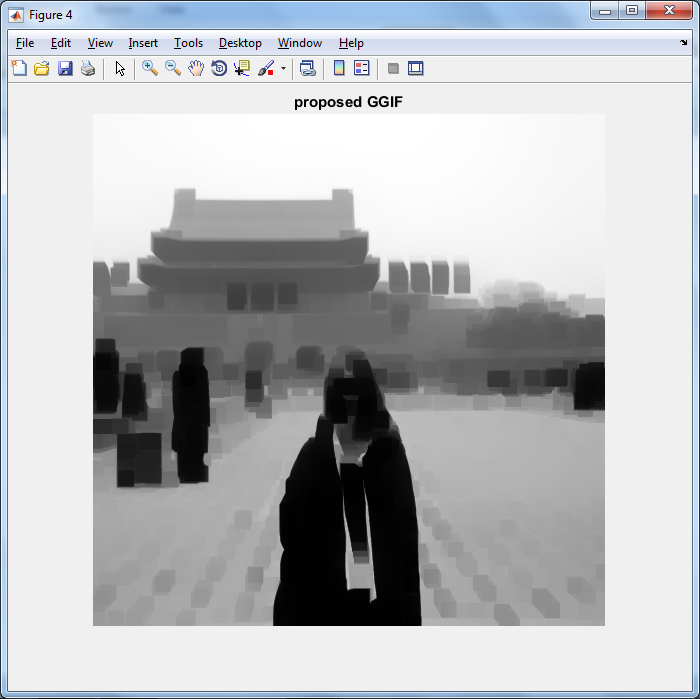 Figure 4
File Edit View Insert Tools Desktop Window Help
proposed GGIF